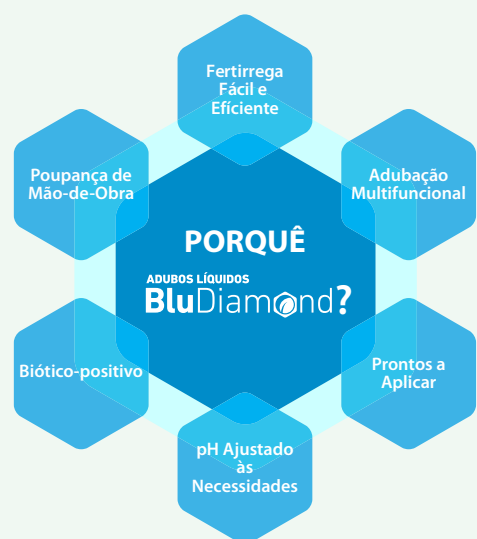 Fertirrega
Fácil e
Efíciente
Adubação
Multifuncional
Prontos a
Aplicar
pH Ajustado
às
Necessidades
Biótico-positivo
Poupança de
Mão-de-Obra
PORQUÊ
ADUBOS LÍQUIDOS
BluDiamond?